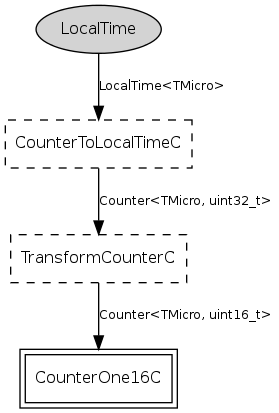 LocalTime
LocalTime<TMicro>
CounterToLocalTimeC
Counter<TMicro, uint32_t>
TransformCounterC
Counter<TMicro, uint16_t>
CounterOne16C